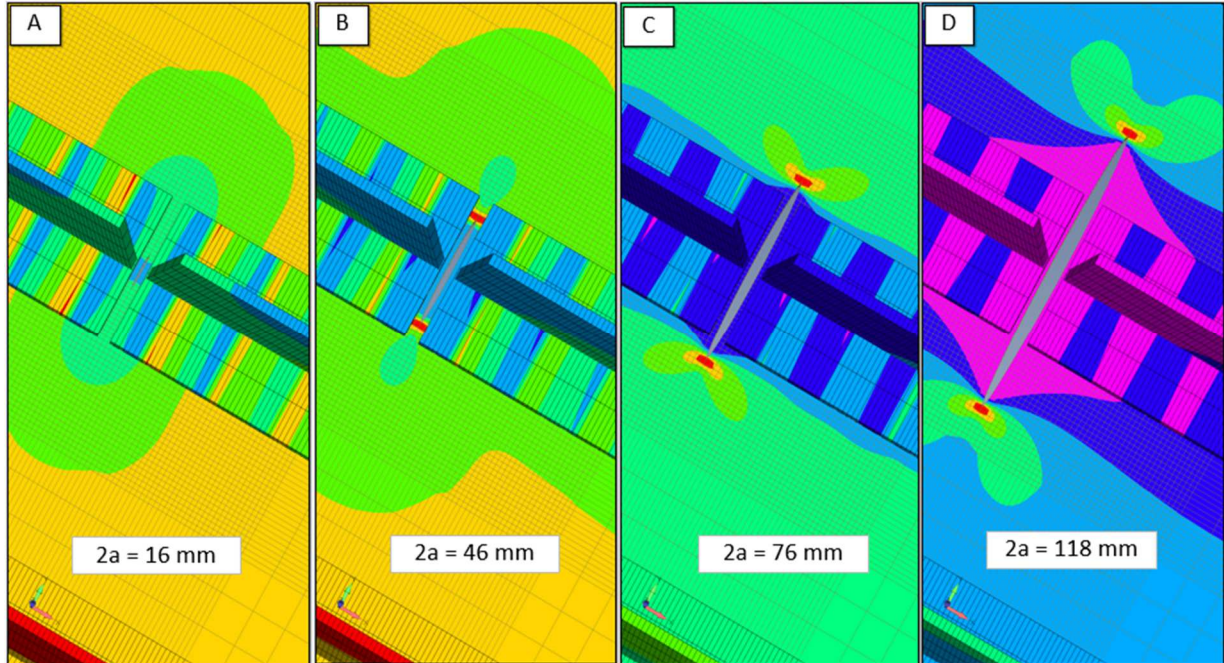 A
B
C
D
2a = 16 mm
2a = 46 mm
2a = 76 mm
2a = 118 mm